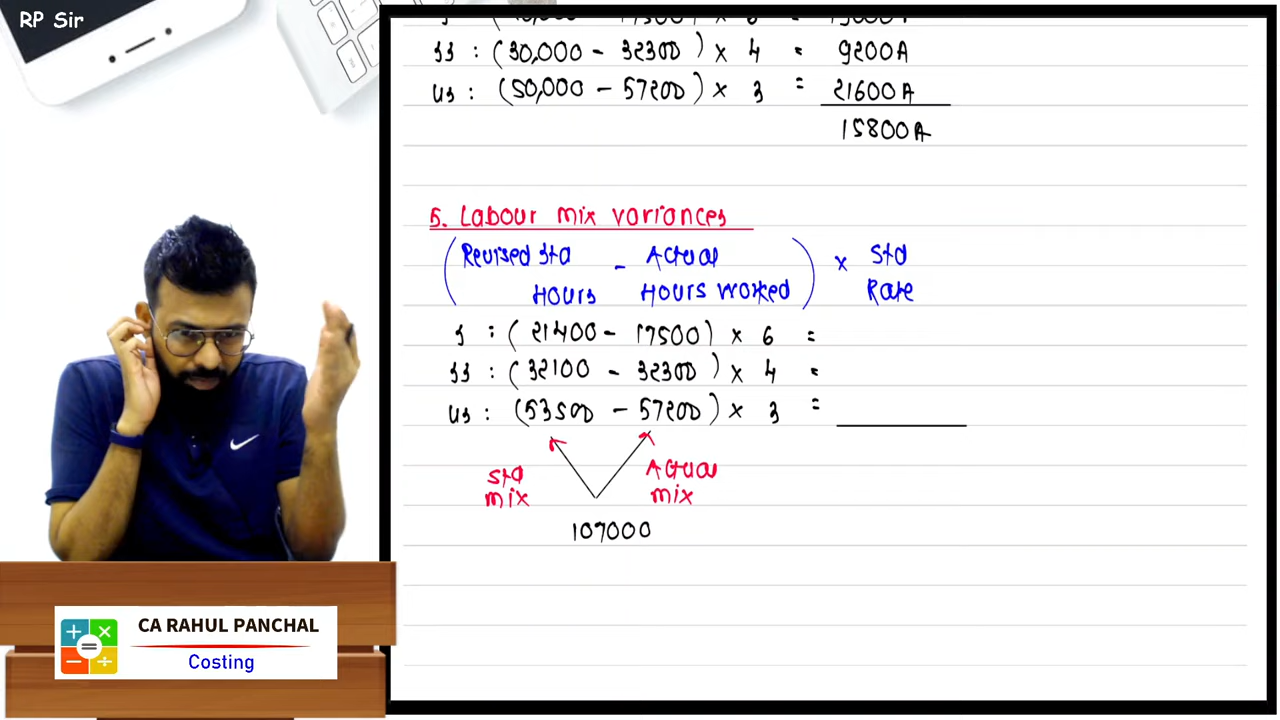 RP Sir
SS : (30,000 - 32300) × 4 = 9200A
US : (50,000 - 57200) × 3 = 21600A
15800A
5. Labour mix variances
(Revised Std Hours - Actual Hours worked) × Std Rate
S : (21400 - 17500) × 6 =
SS : (32100 - 32300) × 4 =
US : (53500 - 57200) × 3 =
Std mix
Actual mix
107000
CA RAHUL PANCHAL
Costing